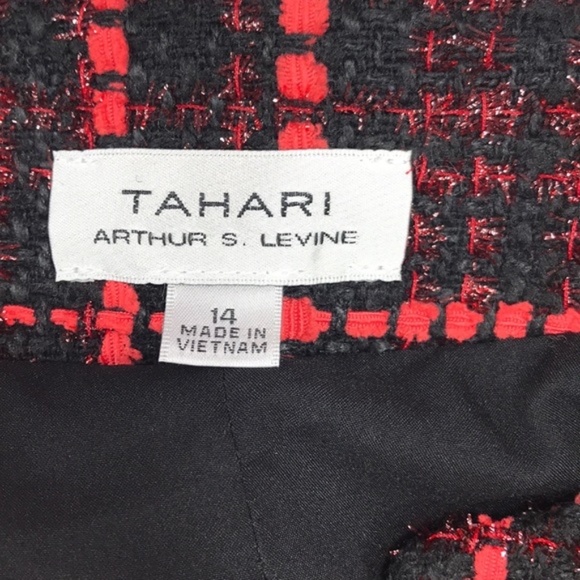 TAHARI
ARTHUR S. LEVINE
14
MADE IN
VIETNAM